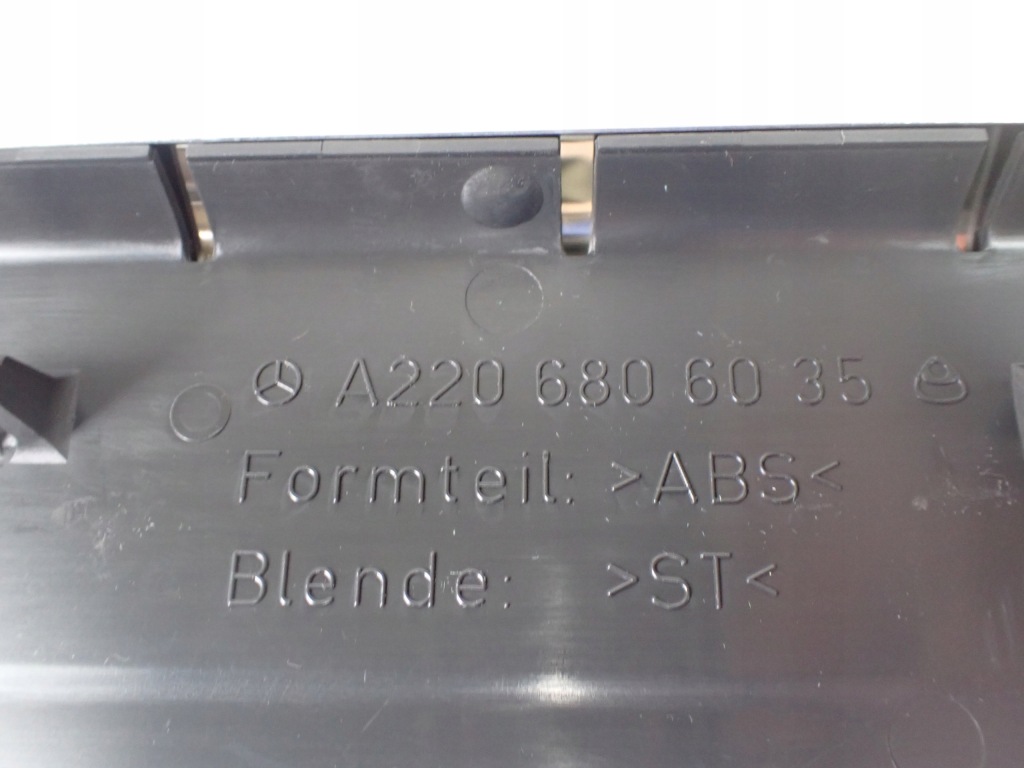 A220 680 60 35
Formteil: >ABS<
Blende: >ST<